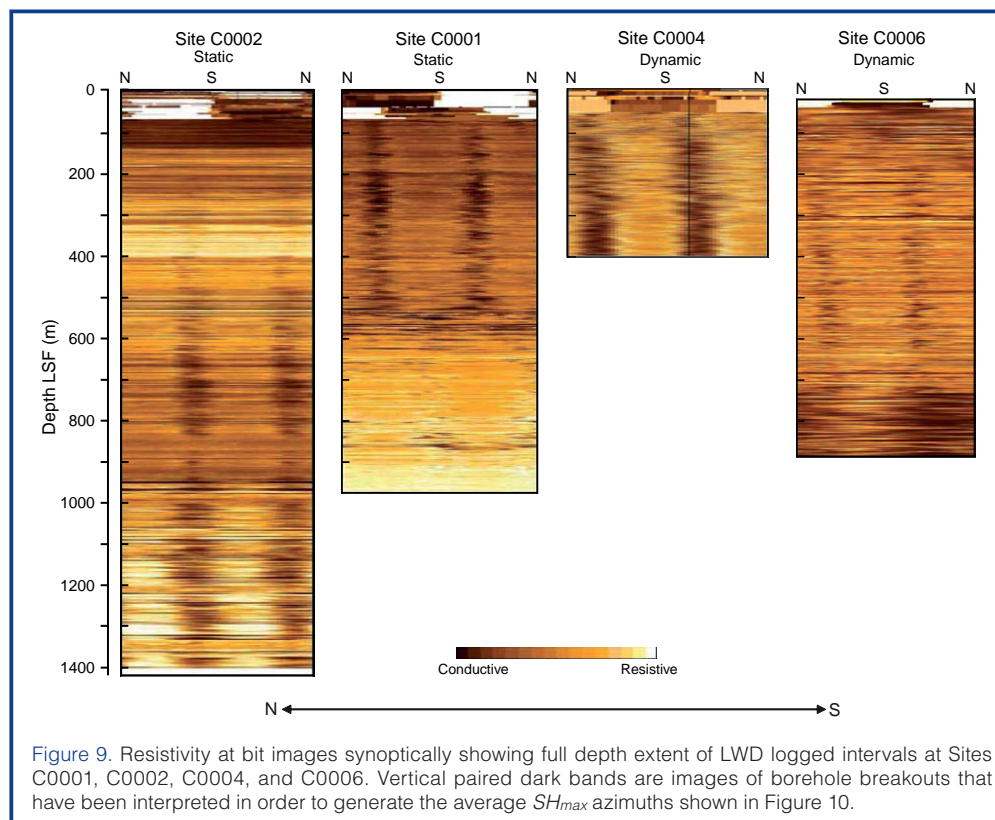 Site C0002 Site C0001 Site C0004 Site C0006
Static Static Dynamic Dynamic
N S N N S N N S N N S N
0
200
400
600
800
1000
1200
1400
Depth LSF (m)
Conductive Resistive
N S
Figure 9. Resistivity at bit images synoptically showing full depth extent of LWD logged intervals at Sites
C0001, C0002, C0004, and C0006. Vertical paired dark bands are images of borehole breakouts that
have been interpreted in order to generate the average SHmax azimuths shown in Figure 10.